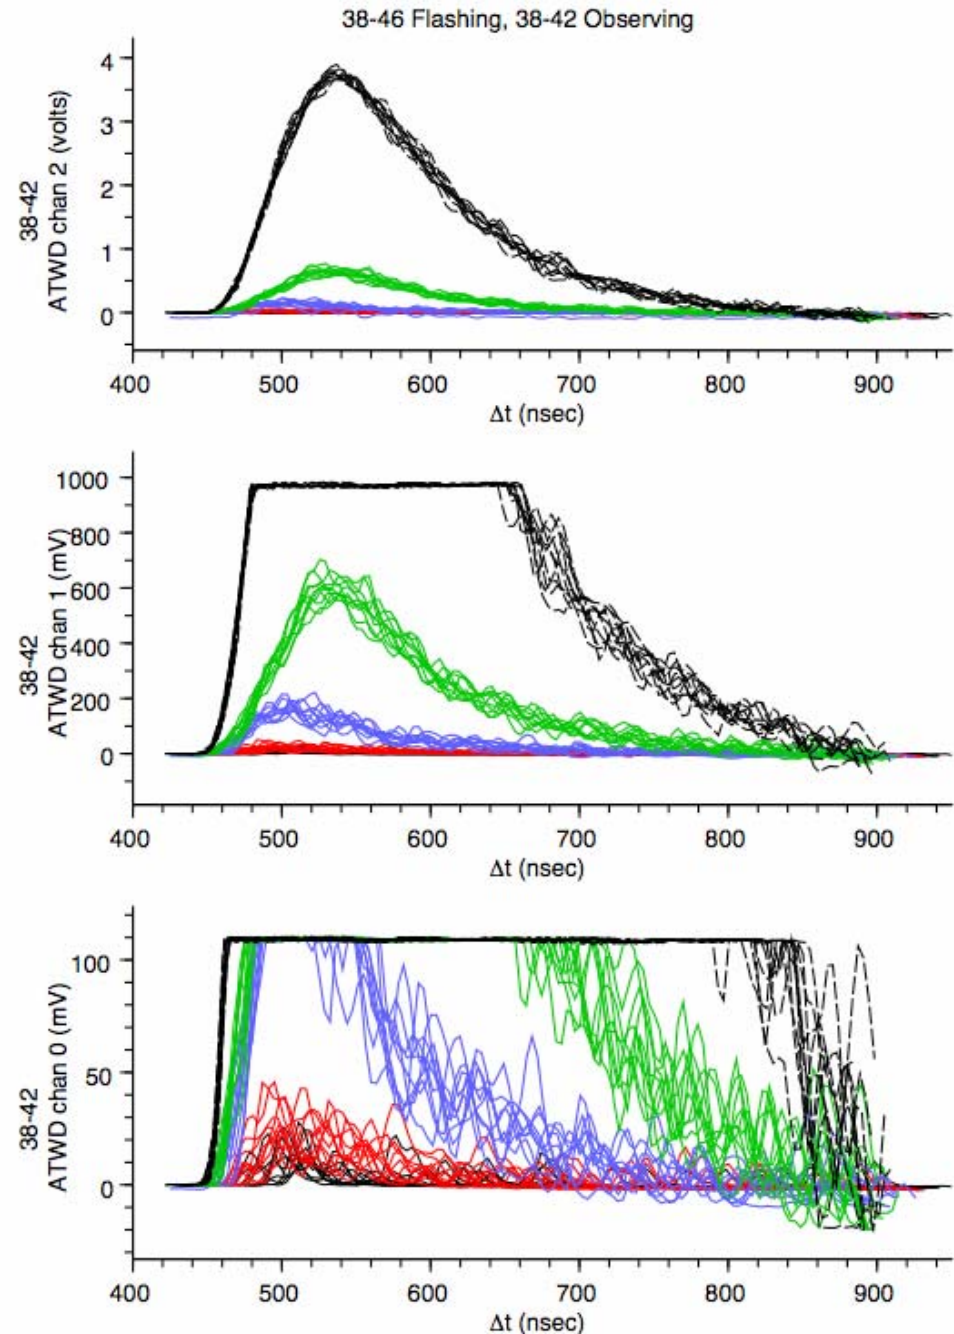 38-46 Flashing, 38-42 Observing
38-42
ATWD chan 2 (volts)
4
3
2
1
0
400 500 600 700 800 900
Δt (nsec)
38-42
ATWD chan 1 (mV)
1000
800
600
400
200
0
400 500 600 700 800 900
Δt (nsec)
38-42
ATWD chan 0 (mV)
100
50
0
400 500 600 700 800 900
Δt (nsec)